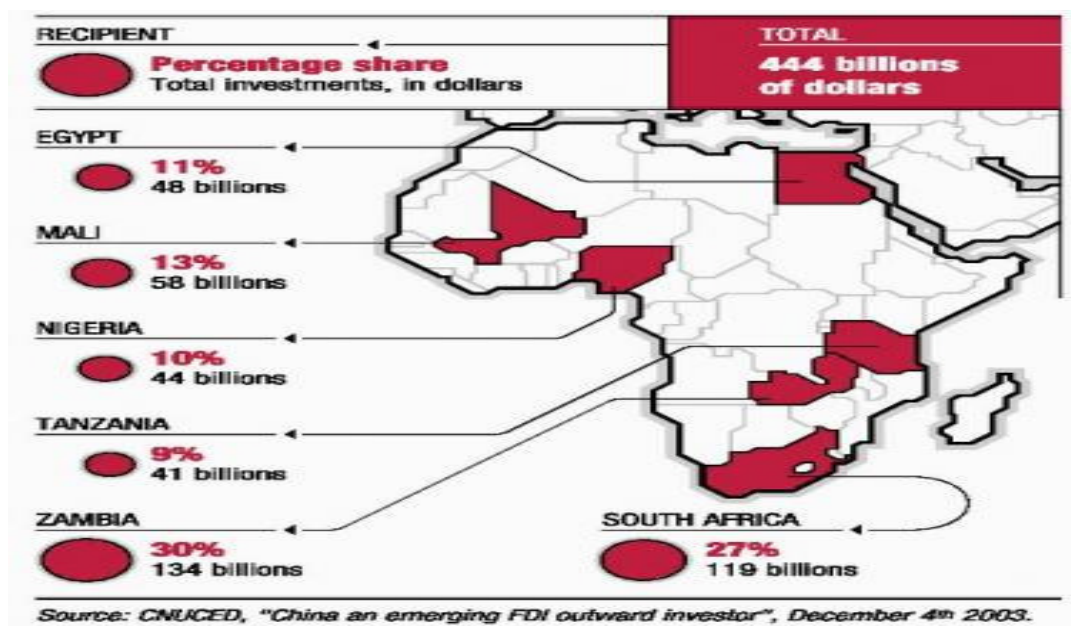 RECIPIENT
Percentage share
Total investments, in dollars
TOTAL
444 billions
of dollars
EGYPT
11%
48 billions
MALI
13%
58 billions
NIGERIA
10%
44 billions
TANZANIA
9%
41 billions
ZAMBIA
30%
134 billions
SOUTH AFRICA
27%
119 billions
Source: CNUCED, "China an emerging FDI outward investor", December 4th 2003.